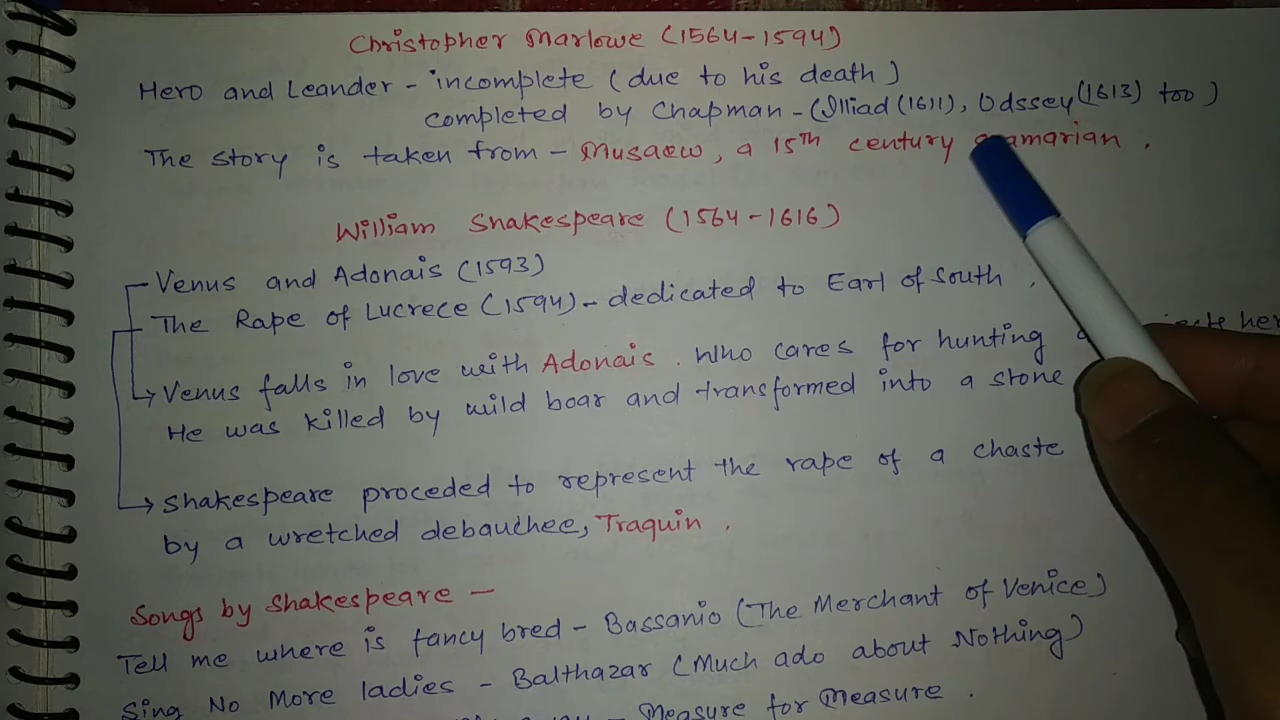 Christopher Marlowe (1564-1594)
Hero and Leander - incomplete (due to his death)
completed by Chapman - (Illiad (1611), Odssey (1613) too)
The story is taken from - Musaew, a 15th century gramarian.
William Shakespeare (1564-1616)
Venus and Adonais (1593)
The Rape of Lucrece (1594) - dedicated to Earl of South
Venus falls in love with Adonais. Who cares for hunting
He was killed by wild boar and transformed into a stone
Shakespeare proceded to represent the rape of a chaste
by a wretched debauchee, Traquin.
Songs by Shakespeare -
Tell me where is fancy bred - Bassanio (The Merchant of Venice)
Sing No More ladies - Balthazar (Much ado about Nothing)
- Measure for Measure.